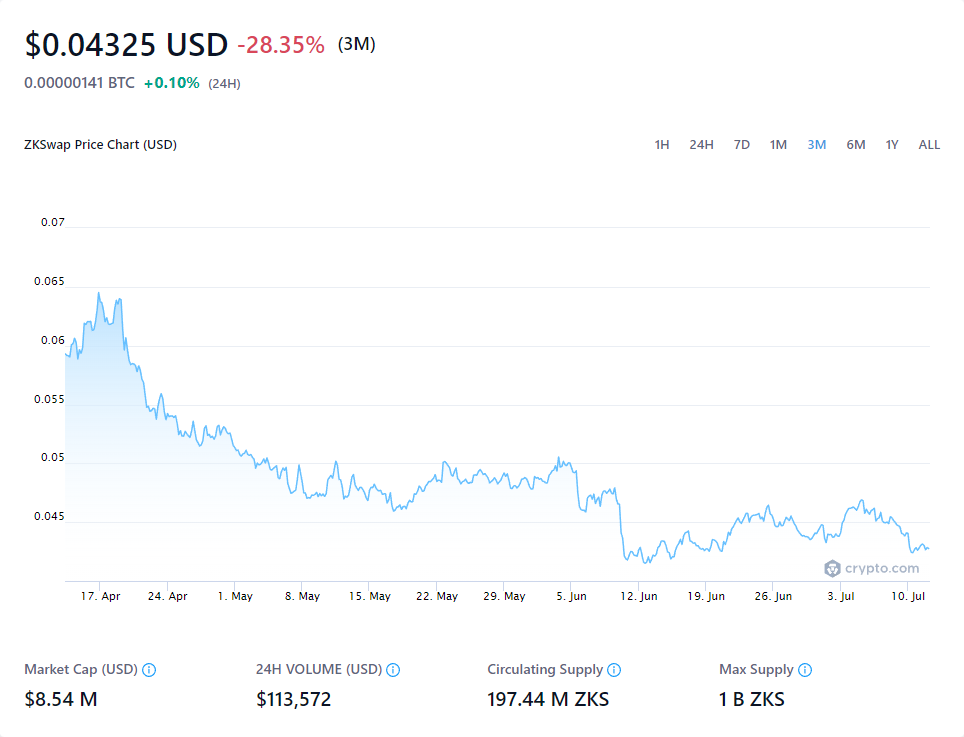 $0.04325 USD -28.35% (3M)
0.00000141 BTC +0.10% (24H)
ZKSwap Price Chart (USD) 1H 24H 7D 1M 3M 6M 1Y ALL
0.07
0.065
0.06
0.055
0.05
0.045
crypto.com
17. Apr 24. Apr 1. May 8. May 15. May 22. May 29. May 5. Jun 12. Jun 19. Jun 26. Jun 3. Jul 10. Jul
Market Cap (USD) 24H VOLUME (USD) Circulating Supply Max Supply
$8.54 M $113,572 197.44 M ZKS 1 B ZKS